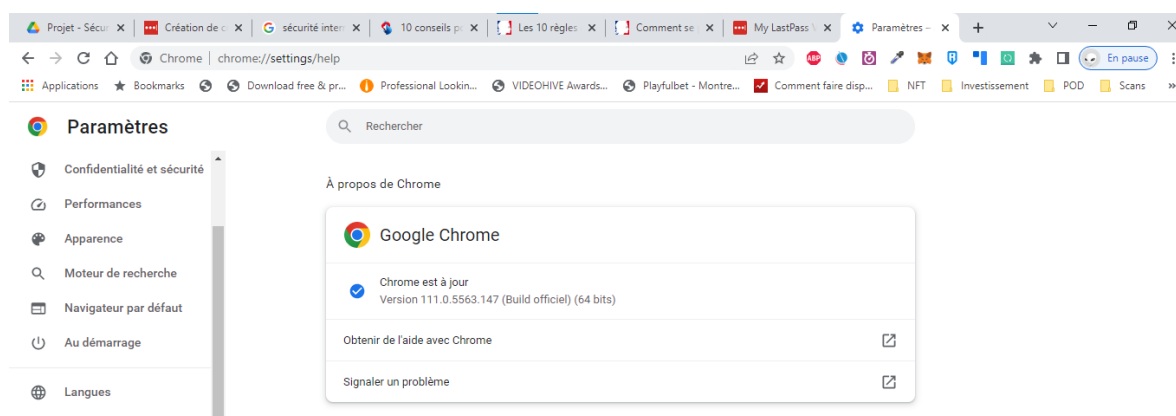 Projet - Sécur
Création de c
sécurité inter
10 conseils p
Les 10 règles
Comment se
My LastPass V
Paramètres –
Chrome | chrome://settings/help
ABP
En pause
Applications
Bookmarks
Download free & pr...
Professional Lookin...
VIDEOHIVE Awards...
Playfulbet - Montre...
Comment faire disp...
NFT
Investissement
POD
Scans
»
Paramètres
Rechercher
Confidentialité et sécurité
Performances
Apparence
Moteur de recherche
Navigateur par défaut
Au démarrage
Langues
À propos de Chrome
Google Chrome
Chrome est à jour
Version 111.0.5563.147 (Build officiel) (64 bits)
Obtenir de l'aide avec Chrome
Signaler un problème